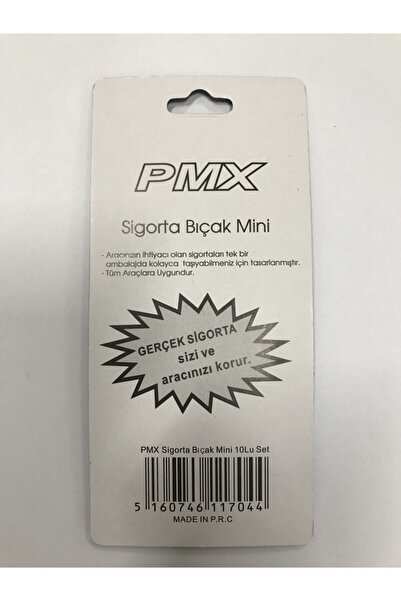 PMX
Sigorta Bıçak Mini
· Aracınızın ihtiyacı olan sigortaları tek bir
ambalajda kolayca taşıyabilmeniz için tasarlanmıştır.
· Tüm Araçlara Uygundur.
GERÇEK SİGORTA
sizi ve
aracınızı korur.
PMX Sigorta Bıçak Mini 10Lu Set
5 160746 117044
MADE IN P.R.C